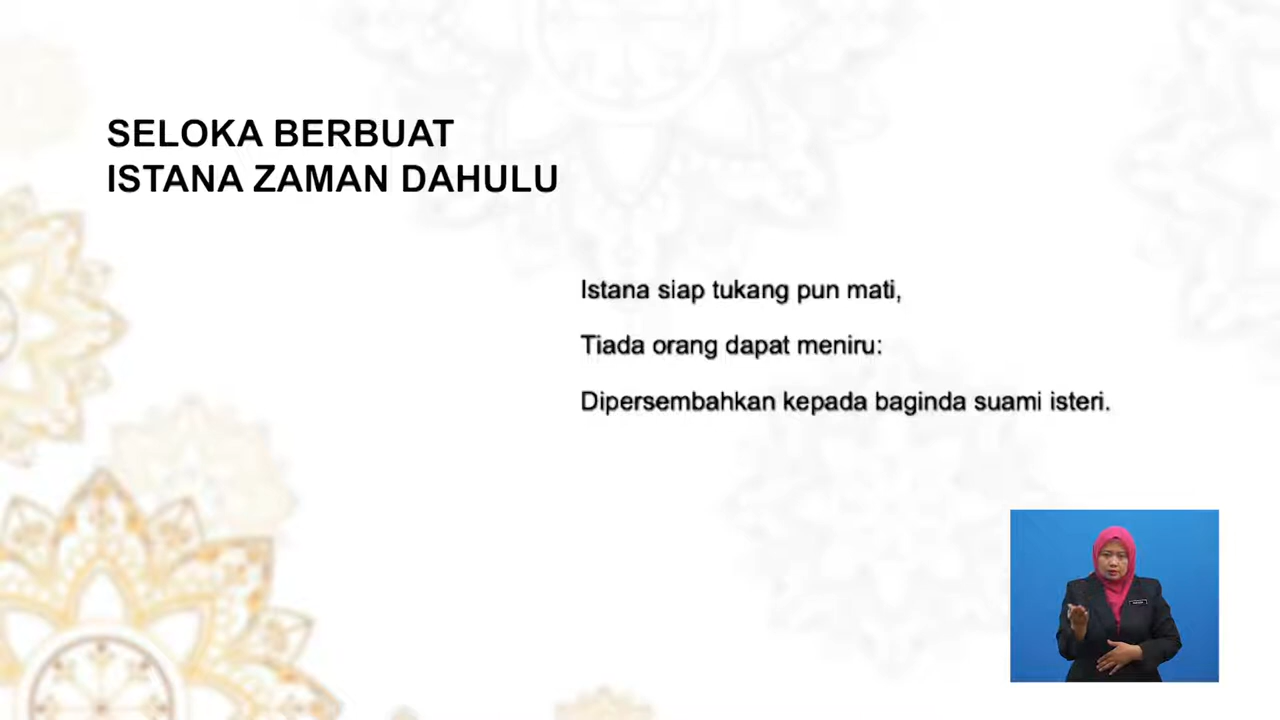 SELOKA BERBUAT
ISTANA ZAMAN DAHULU
Istana siap tukang pun mati,
Tiada orang dapat meniru:
Dipersembahkan kepada baginda suami isteri.